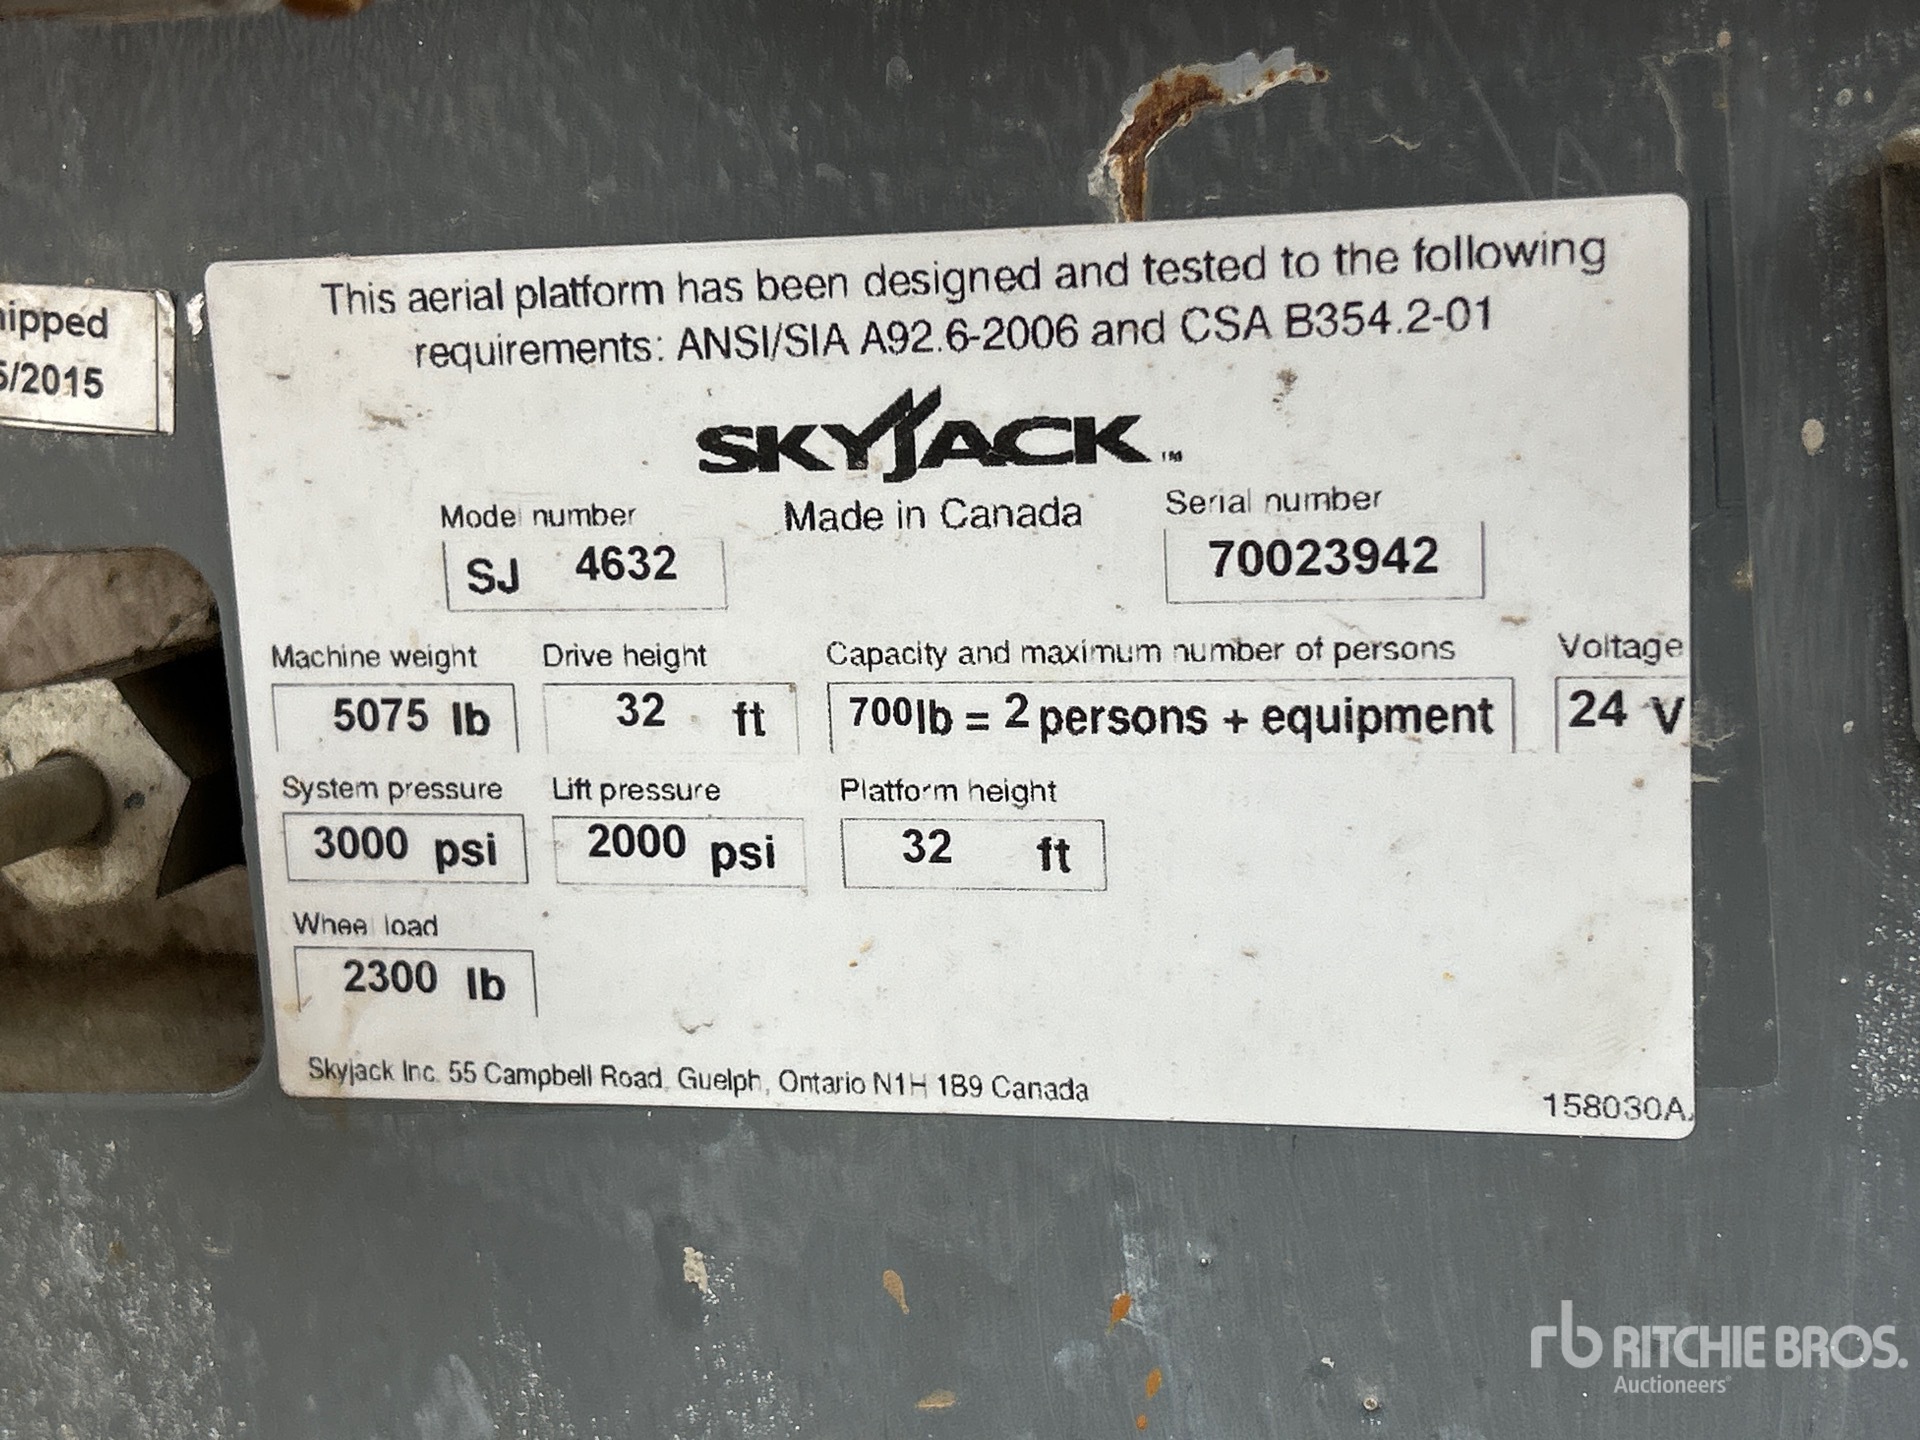 This aerial platform has been designed and tested to the following
requirements: ANSI/SIA A92.6-2006 and CSA B354.2-01
SKYJACK™
Made in Canada
Model number
SJ 4632
Serial number
70023942
Machine weight
5075 lb
Drive height
32 ft
Capacity and maximum number of persons
700lb = 2 persons + equipment
Voltage
24 V
System pressure
3000 psi
Lift pressure
2000 psi
Platform height
32 ft
Wheel load
2300 lb
Skyjack Inc. 55 Campbell Road, Guelph, Ontario N1H 1B9 Canada
158030A
ipped
5/2015
rb RITCHIE BROS.
Auctioneers